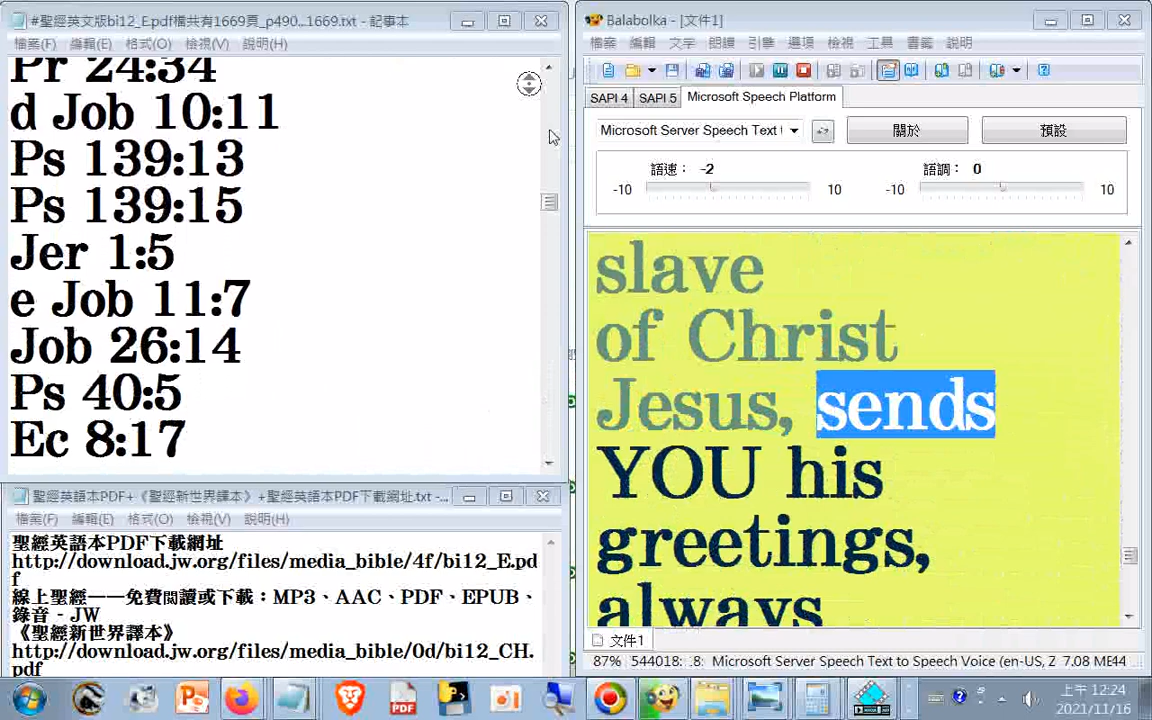 #聖經英文版bi12_E.pdf檔共有1669頁_p490...1669.txt - 記事本
檔案(F) 編輯(E) 格式(O) 檢視(V) 說明(H)
Pr 24:34
d Job 10:11
Ps 139:13
Ps 139:15
Jer 1:5
e Job 11:7
Job 26:14
Ps 40:5
Ec 8:17
聖經英語本PDF+《聖經新世界譯本》+聖經英語本PDF下載網址.txt -...
檔案(F) 編輯(E) 格式(O) 檢視(V) 說明(H)
聖經英語本PDF下載網址
http://download.jw.org/files/media_bible/4f/bi12_E.pd
f
線上聖經——免費閱讀或下載：MP3、AAC、PDF、EPUB、
錄音 - JW
《聖經新世界譯本》
http://download.jw.org/files/media_bible/0d/bi12_CH.
pdf
Balabolka - [文件1]
檔案 編輯 文字 朗讀 引擎 選項 檢視 工具 書籤 說明
SAPI 4 SAPI 5 Microsoft Speech Platform
Microsoft Server Speech Text 關於 預設
語速： -2 語調： 0
-10 10 -10 10
slave
of Christ
Jesus, sends
YOU his
greetings,
always
文件1
87% 544018: .8: Microsoft Server Speech Text to Speech Voice (en-US, Z 7.08 ME44
上午 12:24
2021/11/16